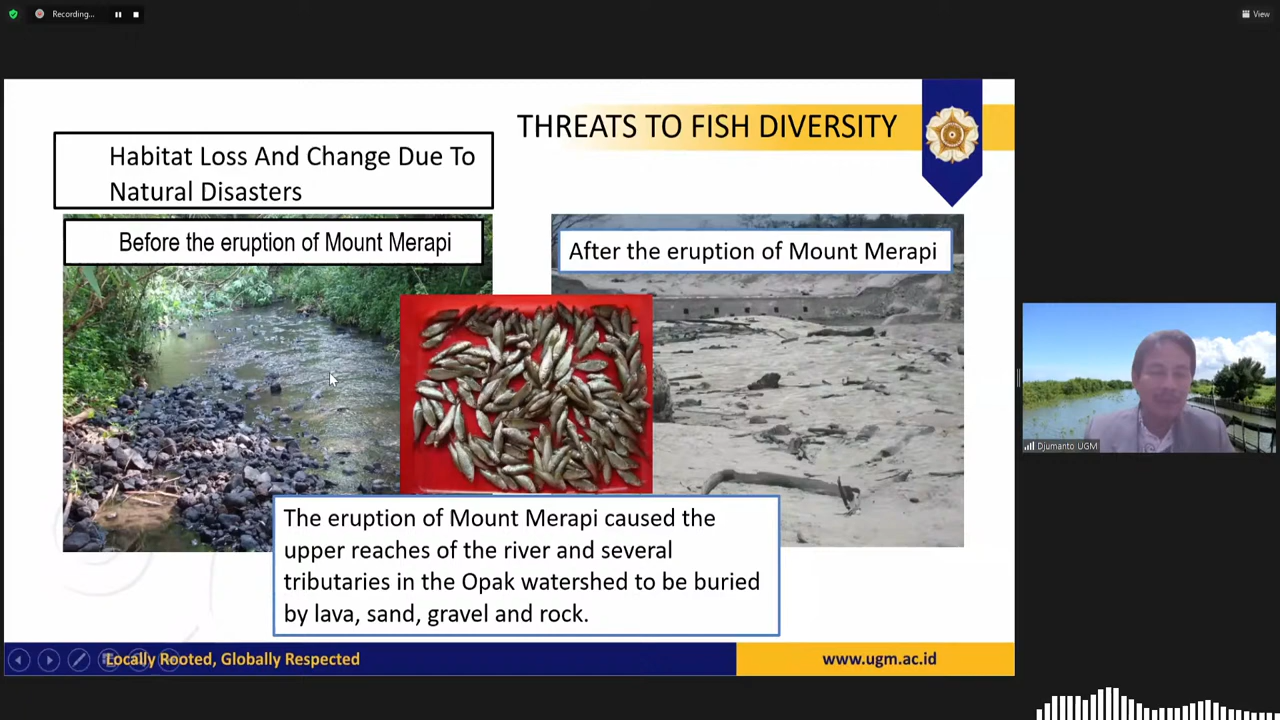 Recording...
View
THREATS TO FISH DIVERSITY
Habitat Loss And Change Due To
Natural Disasters
Before the eruption of Mount Merapi
After the eruption of Mount Merapi
Djumanto UGM
The eruption of Mount Merapi caused the
upper reaches of the river and several
tributaries in the Opak watershed to be buried
by lava, sand, gravel and rock.
Locally Rooted, Globally Respected
www.ugm.ac.id